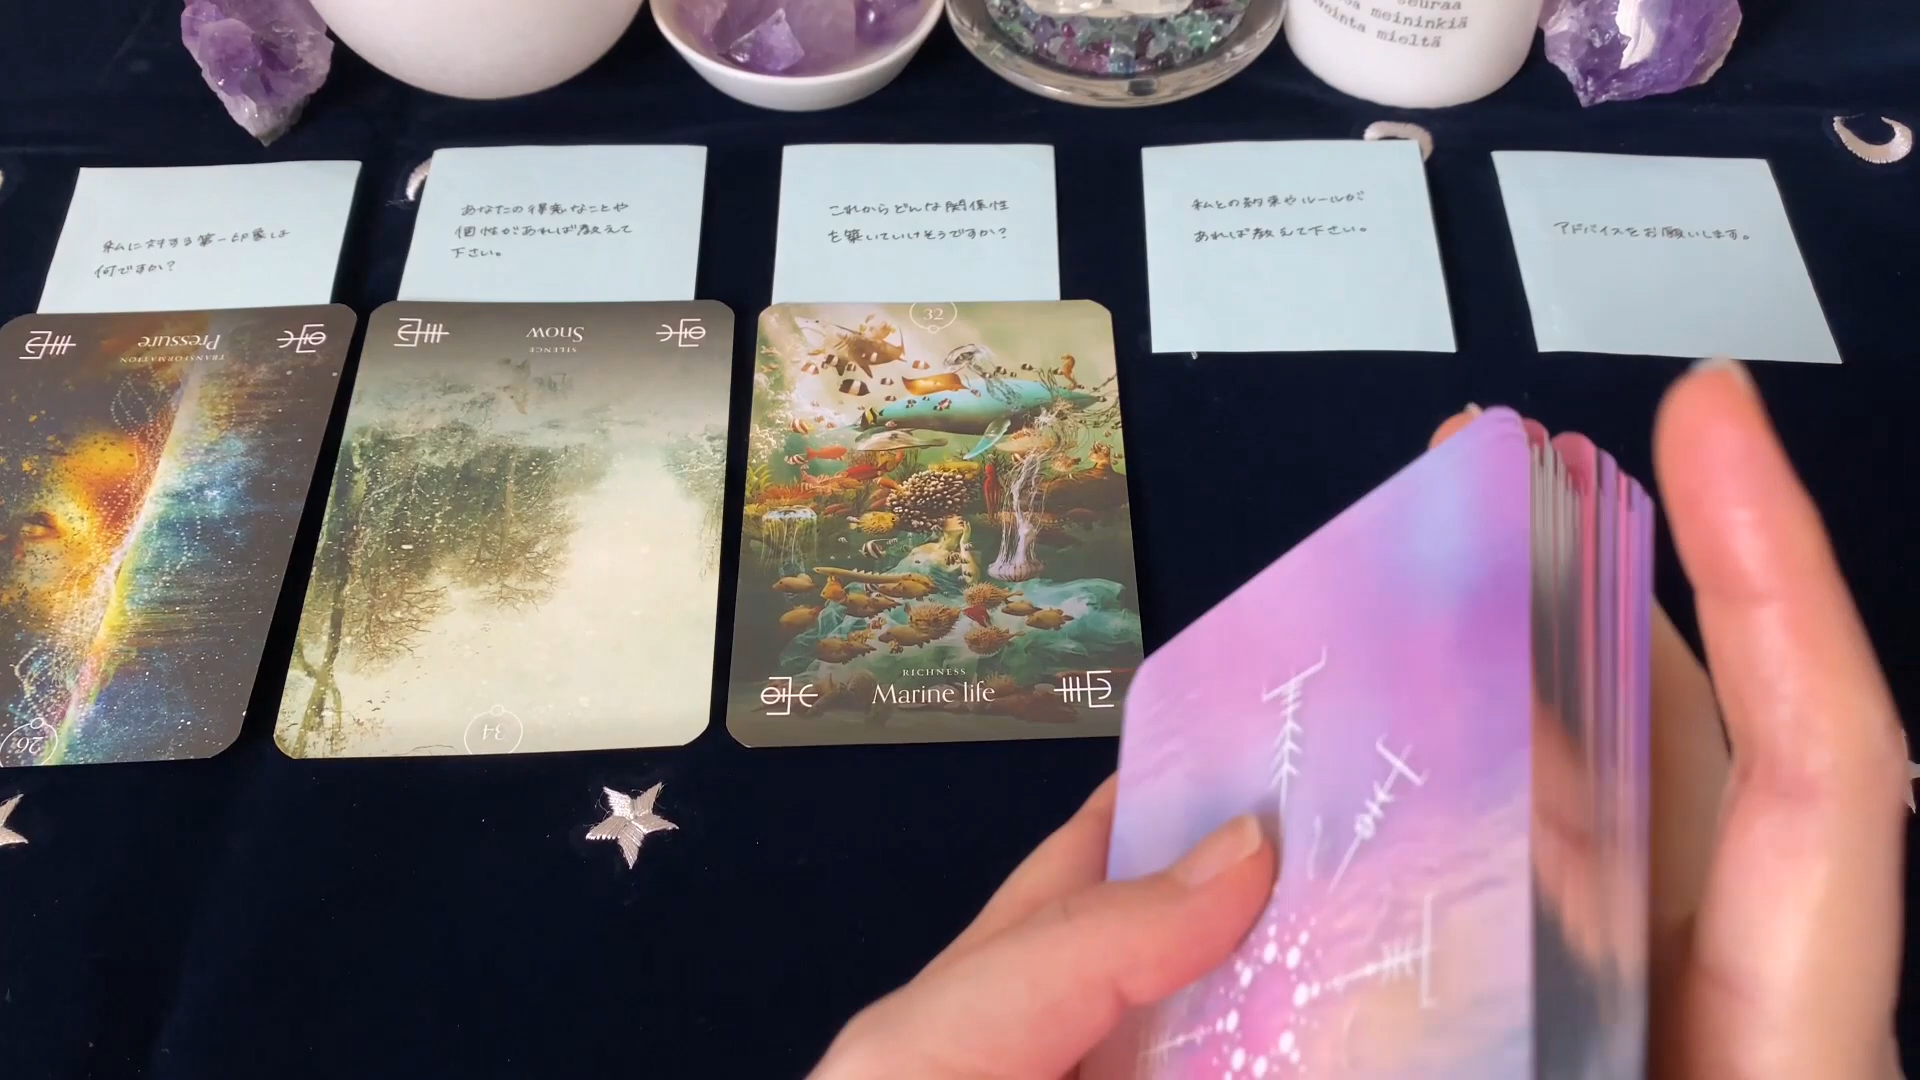 seuraa
meininkiä
mieltä
私に対する第一印象は
何ですか?
あなたの得意なことや
個性があれば教えて
下さい。
これからどんな関係性
を築いていけそうですか?
私との約束やルールが
あれば教えて下さい。
アドバイスをお願いします。
Pressure
TRANSFORMATION
26
Snow
SILENCE
34
32
RICHNESS
Marine life